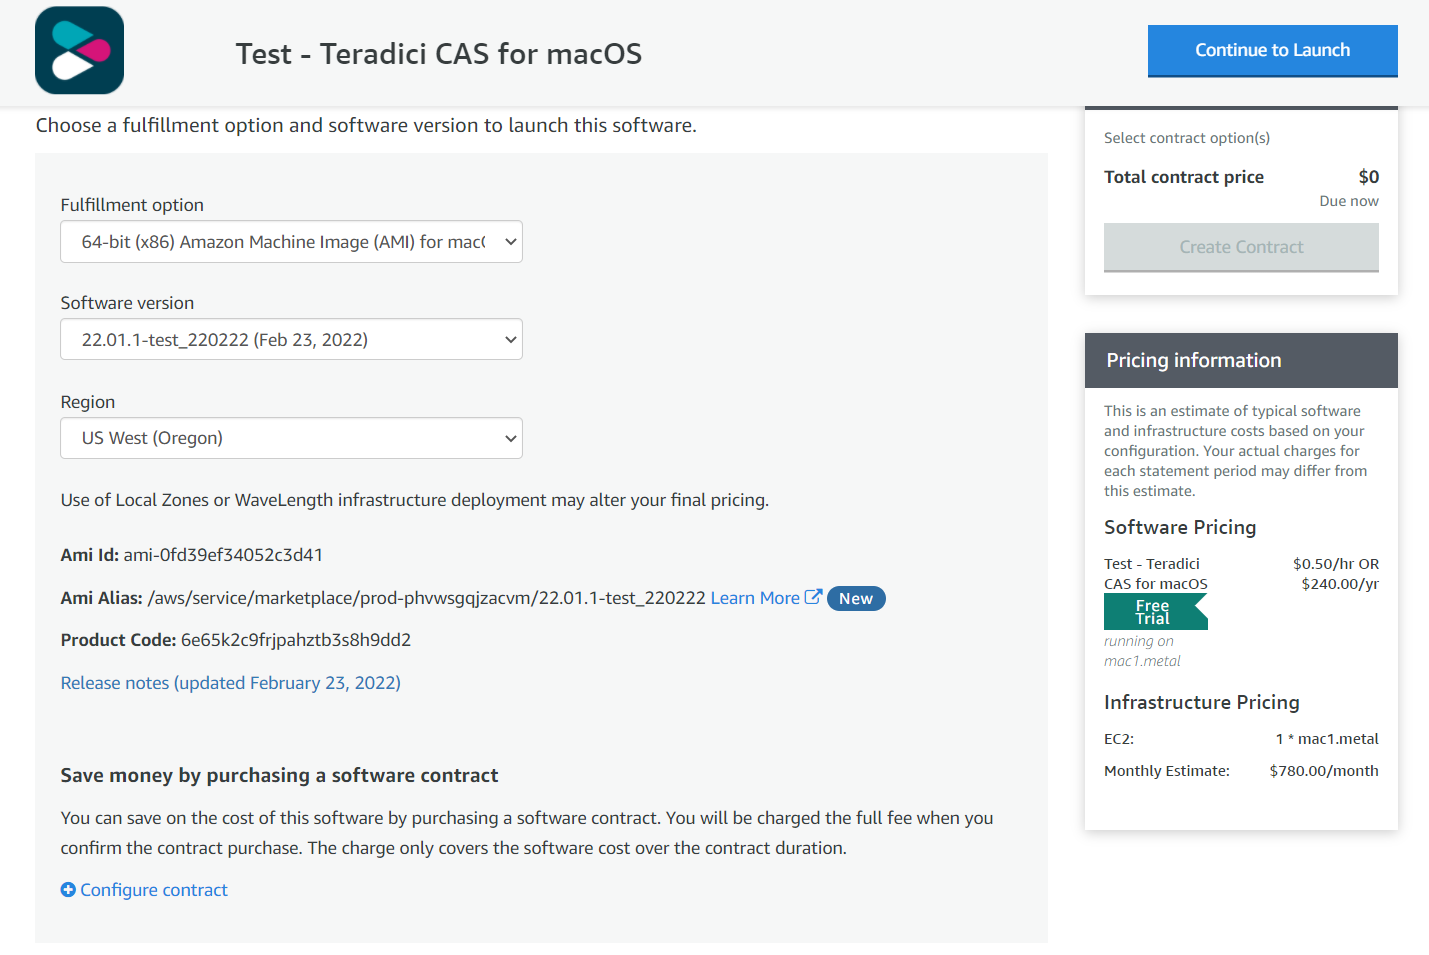 Test - Teradici CAS for macOS
Continue to Launch
Choose a fulfillment option and software version to launch this software.
Fulfillment option
64-bit (x86) Amazon Machine Image (AMI) for mac
Software version
22.01.1-test_220222 (Feb 23, 2022)
Region
US West (Oregon)
Use of Local Zones or WaveLength infrastructure deployment may alter your final pricing.
Ami Id: ami-0fd39ef34052c3d41
Ami Alias: /aws/service/marketplace/prod-phvwsgqjzacvm/22.01.1-test_220222 Learn More New
Product Code: 6e65k2c9frjpahztb3s8h9dd2
Release notes (updated February 23, 2022)
Save money by purchasing a software contract
You can save on the cost of this software by purchasing a software contract. You will be charged the full fee when you
confirm the contract purchase. The charge only covers the software cost over the contract duration.
Configure contract
Select contract option(s)
Total contract price $0
Due now
Create Contract
Pricing information
This is an estimate of typical software
and infrastructure costs based on your
configuration. Your actual charges for
each statement period may differ from
this estimate.
Software Pricing
Test - Teradici $0.50/hr OR
CAS for macOS $240.00/yr
Free
Trial
running on
mac1.metal
Infrastructure Pricing
EC2: 1 * mac1.metal
Monthly Estimate: $780.00/month